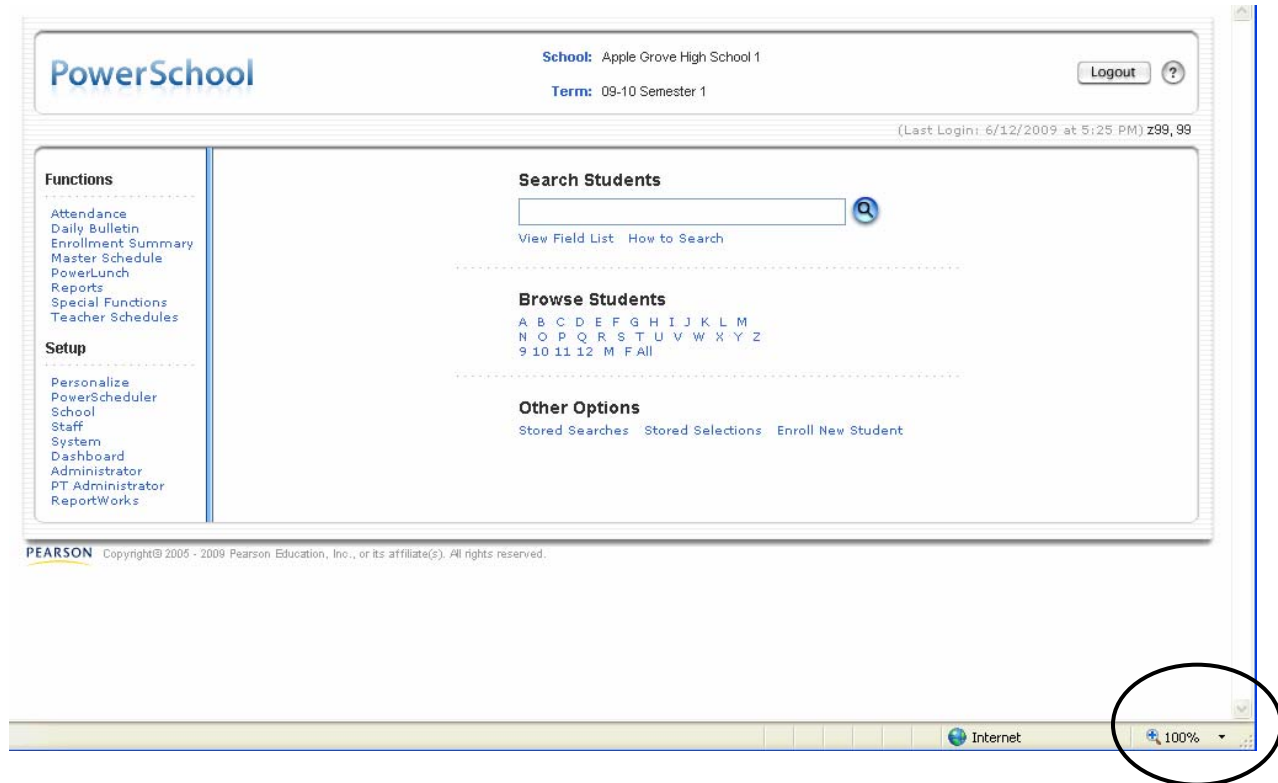 PowerSchool
School: Apple Grove High School 1
Term: 09-10 Semester 1
Logout ?
(Last Login: 6/12/2009 at 5:25 PM) z99, 99
Functions
Attendance
Daily Bulletin
Enrollment Summary
Master Schedule
PowerLunch
Reports
Special Functions
Teacher Schedules
Setup
Personalize
PowerScheduler
School
Staff
System
Dashboard
Administrator
PT Administrator
ReportWorks
Search Students
View Field List How to Search
Browse Students
A B C D E F G H I J K L M
N O P Q R S T U V W X Y Z
9 10 11 12 M F All
Other Options
Stored Searches Stored Selections Enroll New Student
PEARSON Copyright© 2005 - 2009 Pearson Education, Inc., or its affiliate(s). All rights reserved.
Internet 100%